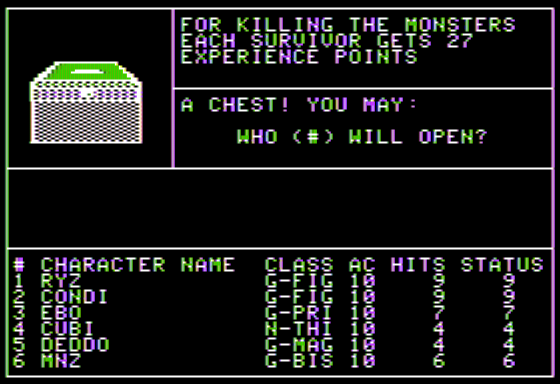 FOR KILLING THE MONSTERS
EACH SURVIVOR GETS 27
EXPERIENCE POINTS
A CHEST! YOU MAY:
WHO (#) WILL OPEN?
# CHARACTER NAME CLASS AC HITS STATUS
1 RYZ G-FIG 10 9 9
2 CONDI G-FIG 10 9 9
3 EBO G-PRI 10 7 7
4 CUBI N-THI 10 4 4
5 DEDDO G-MAG 10 4 4
6 MNZ G-BIS 10 6 6